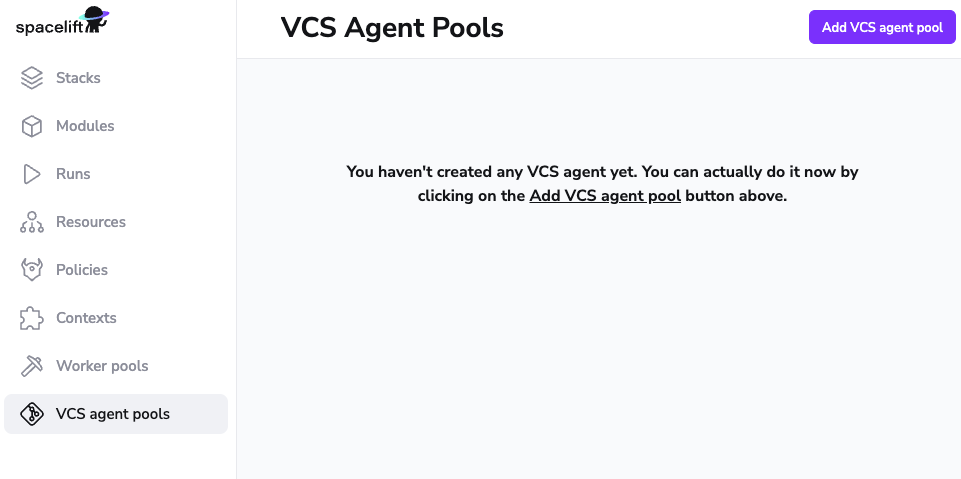 spacelift
VCS Agent Pools
Add VCS agent pool
Stacks
Modules
Runs
Resources
Policies
Contexts
Worker pools
VCS agent pools
You haven't created any VCS agent yet. You can actually do it now by
clicking on the Add VCS agent pool button above.